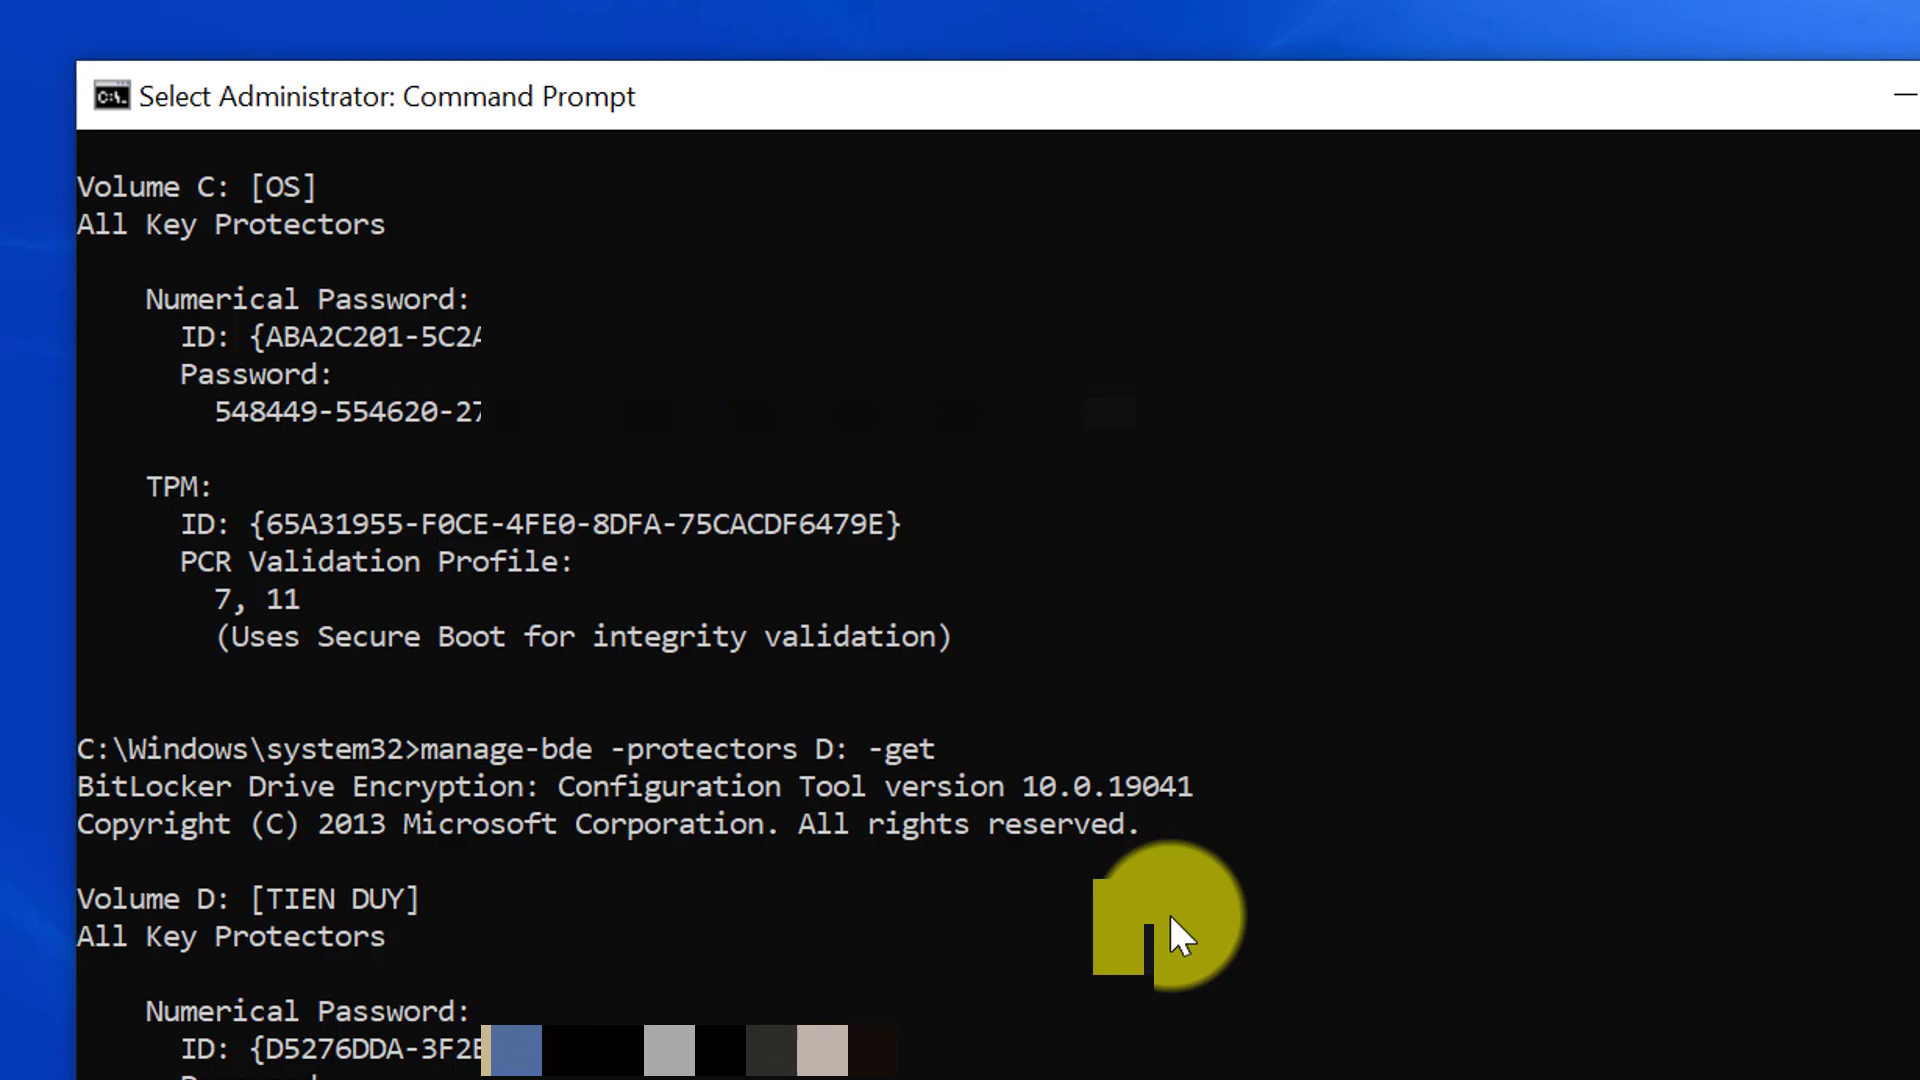 Select Administrator: Command Prompt
Volume C: [OS]
All Key Protectors
Numerical Password:
ID: {ABA2C201-5C2A
Password:
548449-554620-27
TPM:
ID: {65A31955-F0CE-4FE0-8DFA-75CACDF6479E}
PCR Validation Profile:
7, 11
(Uses Secure Boot for integrity validation)
C:\Windows\system32>manage-bde -protectors D: -get
BitLocker Drive Encryption: Configuration Tool version 10.0.19041
Copyright (C) 2013 Microsoft Corporation. All rights reserved.
Volume D: [TIEN DUY]
All Key Protectors
Numerical Password:
ID: {D5276DDA-3F2E